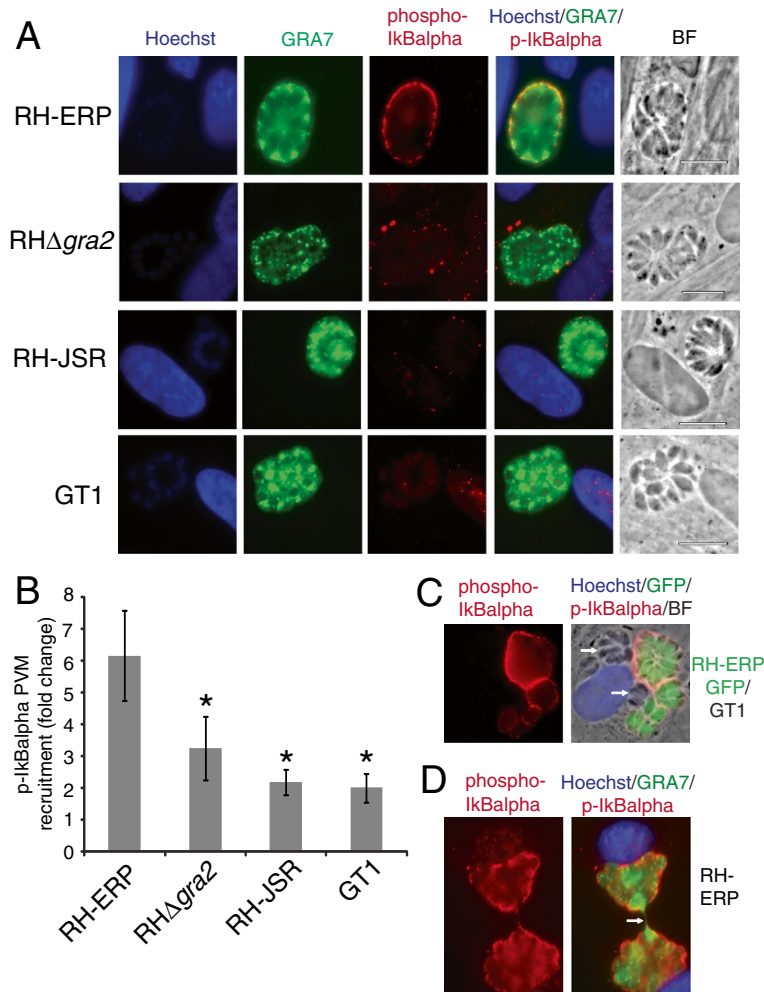 A
Hoechst
GRA7
phospho-
IkBalpha
Hoechst/GRA7/
p-IkBalpha
BF
RH-ERP
RHΔgra2
RH-JSR
GT1
B
p-IkBalpha PVM
recruitment (fold change)
8
7
6
5
4
3
2
1
0
*
*
*
RH-ERP
RHΔgra2
RH-JSR
GT1
C
phospho-
IkBalpha
Hoechst/GFP/
p-IkBalpha/BF
RH-ERP
GFP/
GT1
D
phospho-
IkBalpha
Hoechst/GRA7/
p-IkBalpha
RH-
ERP